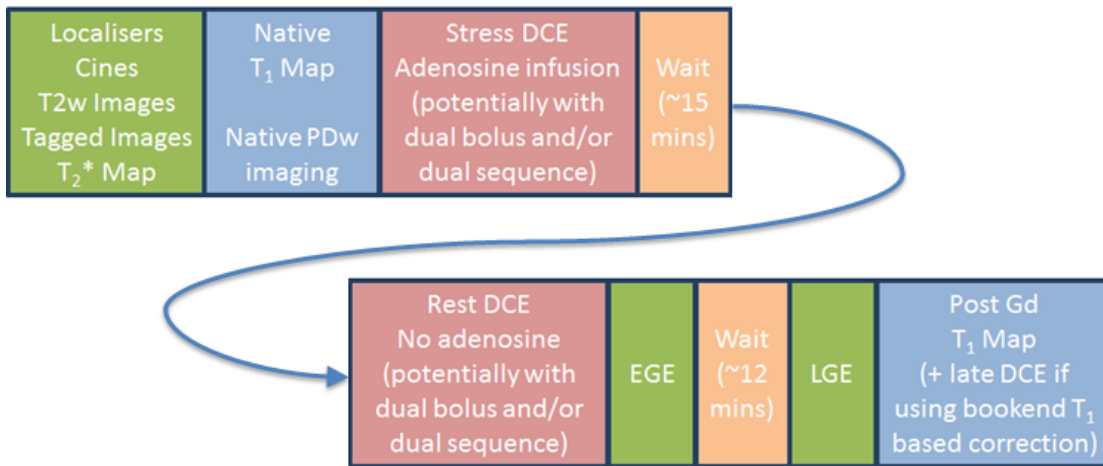 Localisers
Cines
T2w Images
Tagged Images
T₂* Map
Native
T₁ Map
Native PDw
imaging
Stress DCE
Adenosine infusion
(potentially with
dual bolus and/or
dual sequence)
Wait
(~15
mins)
Rest DCE
No adenosine
(potentially with
dual bolus and/or
dual sequence)
EGE
Wait
(~12
mins)
LGE
Post Gd
T₁ Map
(+ late DCE if
using bookend T₁
based correction)